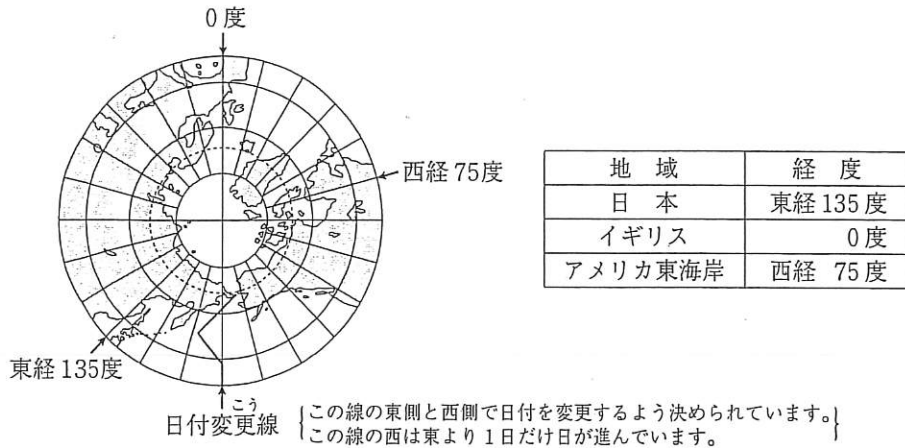 0度
西経75度
地域 経度
日本 東経135度
イギリス 0度
アメリカ東海岸 西経 75度
東経135度
こう
日付変更線
この線の東側と西側で日付を変更するよう決められています。
この線の西は東より1日だけ日が進んでいます。